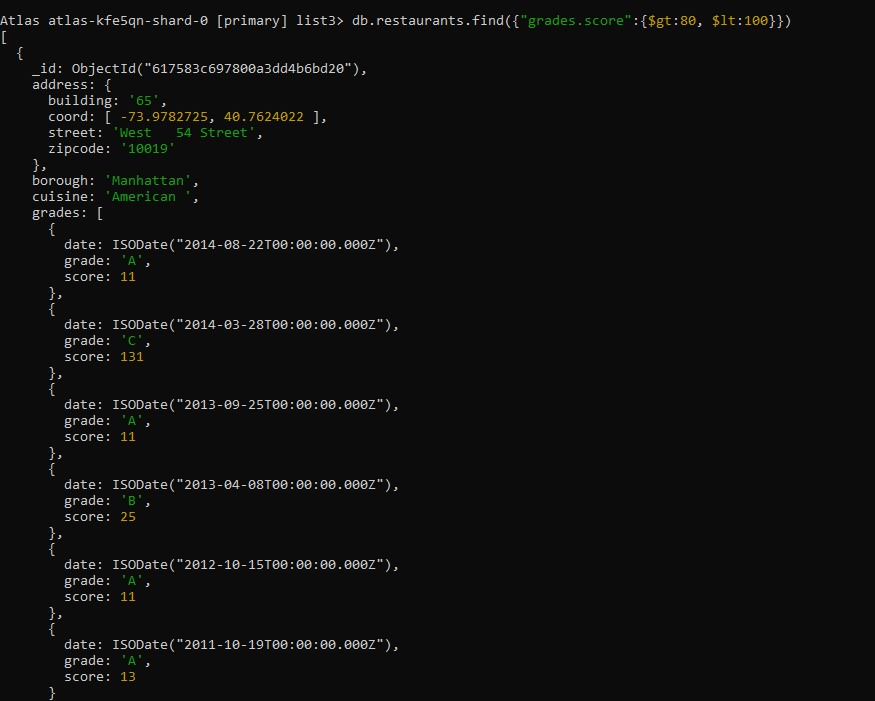 Atlas atlas-kfe5qn-shard-0 [primary] list3> db.restaurants.find({"grades.score":{$gt:80, $lt:100}})
[
  {
    _id: ObjectId("617583c697800a3dd4b6bd20"),
    address: {
      building: '65',
      coord: [ -73.9782725, 40.7624022 ],
      street: 'West   54 Street',
      zipcode: '10019'
    },
    borough: 'Manhattan',
    cuisine: 'American ',
    grades: [
      {
        date: ISODate("2014-08-22T00:00:00.000Z"),
        grade: 'A',
        score: 11
      },
      {
        date: ISODate("2014-03-28T00:00:00.000Z"),
        grade: 'C',
        score: 131
      },
      {
        date: ISODate("2013-09-25T00:00:00.000Z"),
        grade: 'A',
        score: 11
      },
      {
        date: ISODate("2013-04-08T00:00:00.000Z"),
        grade: 'B',
        score: 25
      },
      {
        date: ISODate("2012-10-15T00:00:00.000Z"),
        grade: 'A',
        score: 11
      },
      {
        date: ISODate("2011-10-19T00:00:00.000Z"),
        grade: 'A',
        score: 13
      }